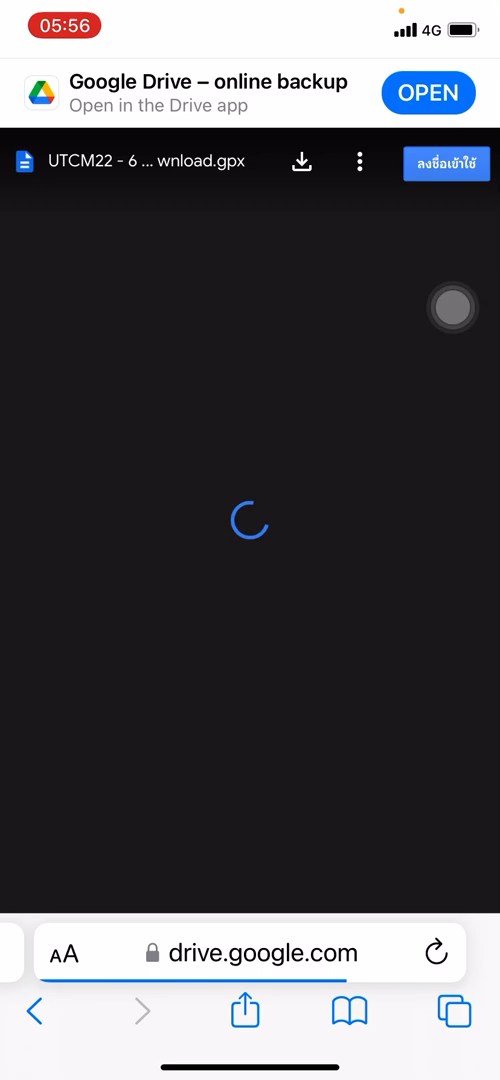 05:56
4G
Google Drive – online backup
Open in the Drive app
OPEN
UTCM22 - 6 ... wnload.gpx
ลงชื่อเข้าใช้
AA
drive.google.com